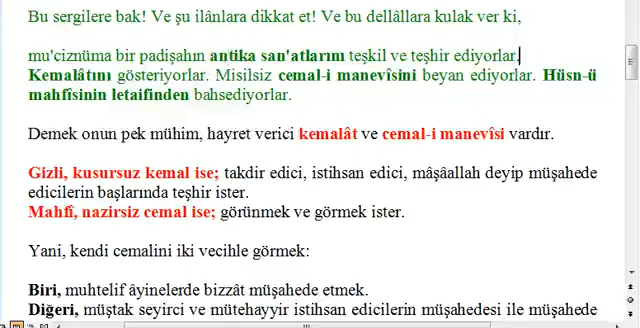 Bu sergilere bak! Ve şu ilânlara dikkat et! Ve bu dellâllara kulak ver ki,
mu'ciznüma bir padişahın antika san'atlarını teşkil ve teşhir ediyorlar.
Kemalâtını gösteriyorlar. Misilsiz cemal-i manevîsini beyan ediyorlar. Hüsn-ü
mahfîsinin letaifinden bahsediyorlar.
Demek onun pek mühim, hayret verici kemalât ve cemal-i manevîsi vardır.
Gizli, kusursuz kemal ise; takdir edici, istihsan edici, mâşâallah deyip müşahede
edicilerin başlarında teşhir ister.
Mahfî, nazirsiz cemal ise; görünmek ve görmek ister.
Yani, kendi cemalini iki vecihle görmek:
Biri, muhtelif âyinelerde bizzât müşahede etmek.
Diğeri, müştak seyirci ve mütehayyir istihsan edicilerin müşahedesi ile müşahede